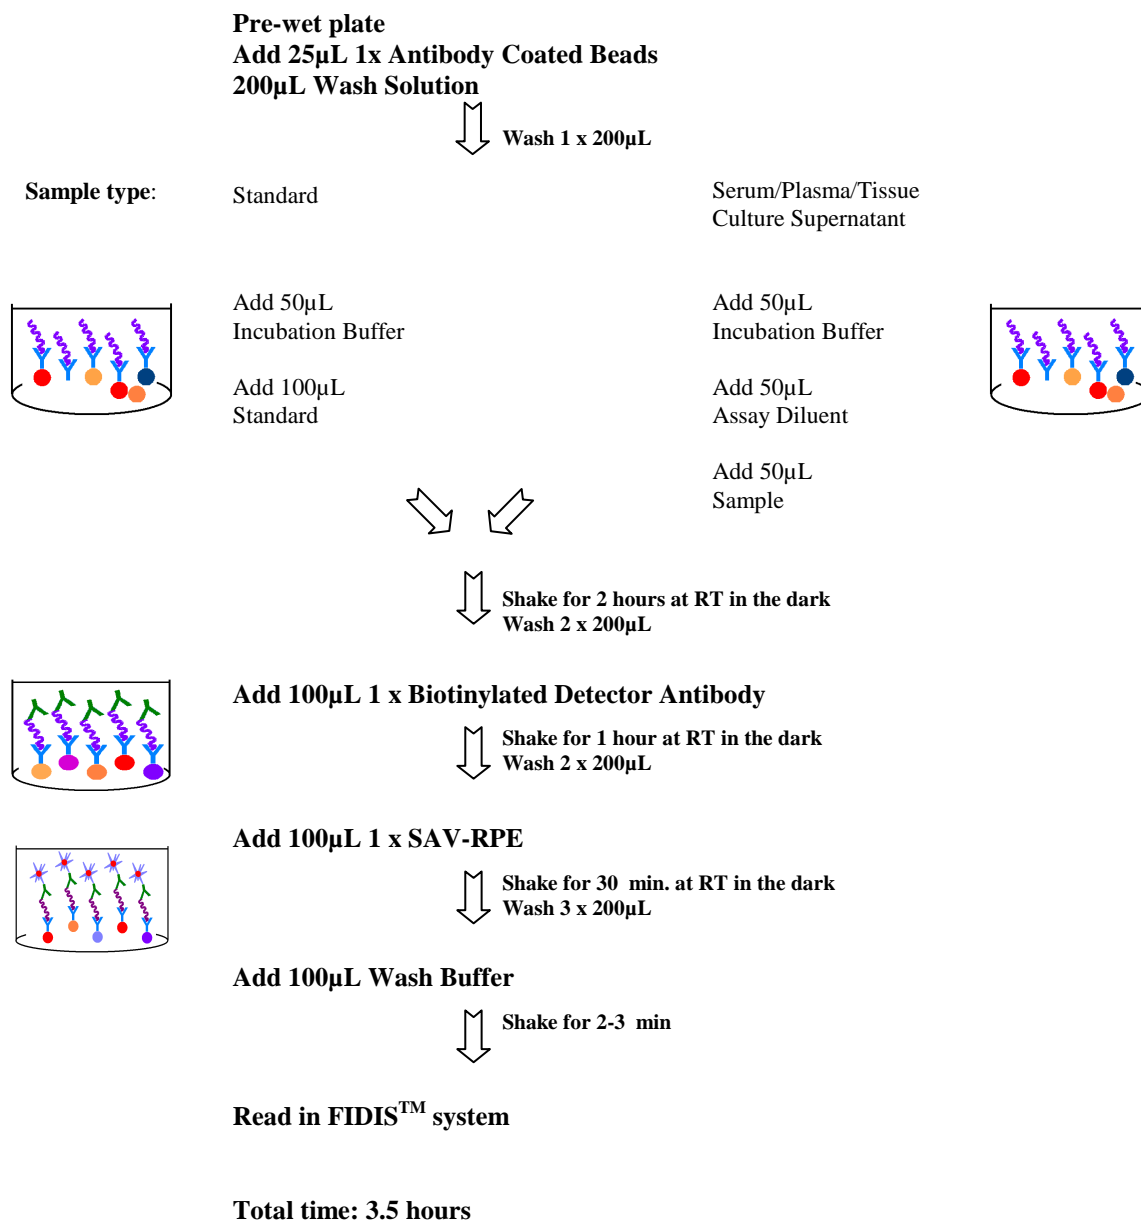 Pre-wet plate
Add 25µL 1x Antibody Coated Beads
200µL Wash Solution
Wash 1 x 200µL
Sample type:
Standard
Serum/Plasma/Tissue
Culture Supernatant
Add 50µL
Incubation Buffer
Add 100µL
Standard
Add 50µL
Incubation Buffer
Add 50µL
Assay Diluent
Add 50µL
Sample
Shake for 2 hours at RT in the dark
Wash 2 x 200µL
Add 100µL 1 x Biotinylated Detector Antibody
Shake for 1 hour at RT in the dark
Wash 2 x 200µL
Add 100µL 1 x SAV-RPE
Shake for 30  min. at RT in the dark
Wash 3 x 200µL
Add 100µL Wash Buffer
Shake for 2-3  min
Read in FIDIS™ system
Total time: 3.5 hours